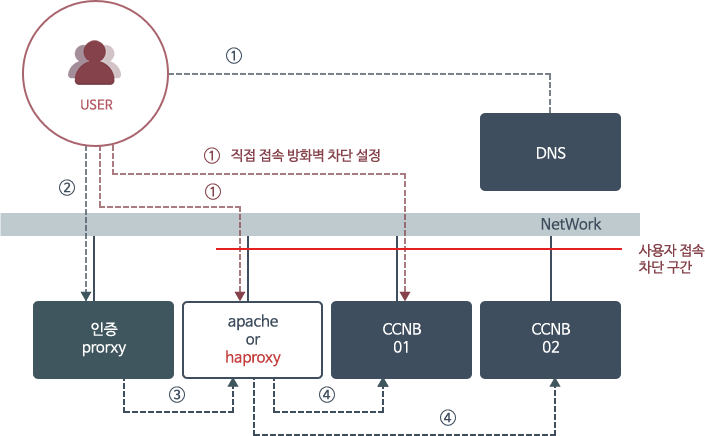 ①
USER
DNS
① 직접 접속 방화벽 차단 설정
②
①
NetWork
사용자 접속
차단 구간
인증
prorxy
apache
or
haproxy
CCNB
01
CCNB
02
③
④
④